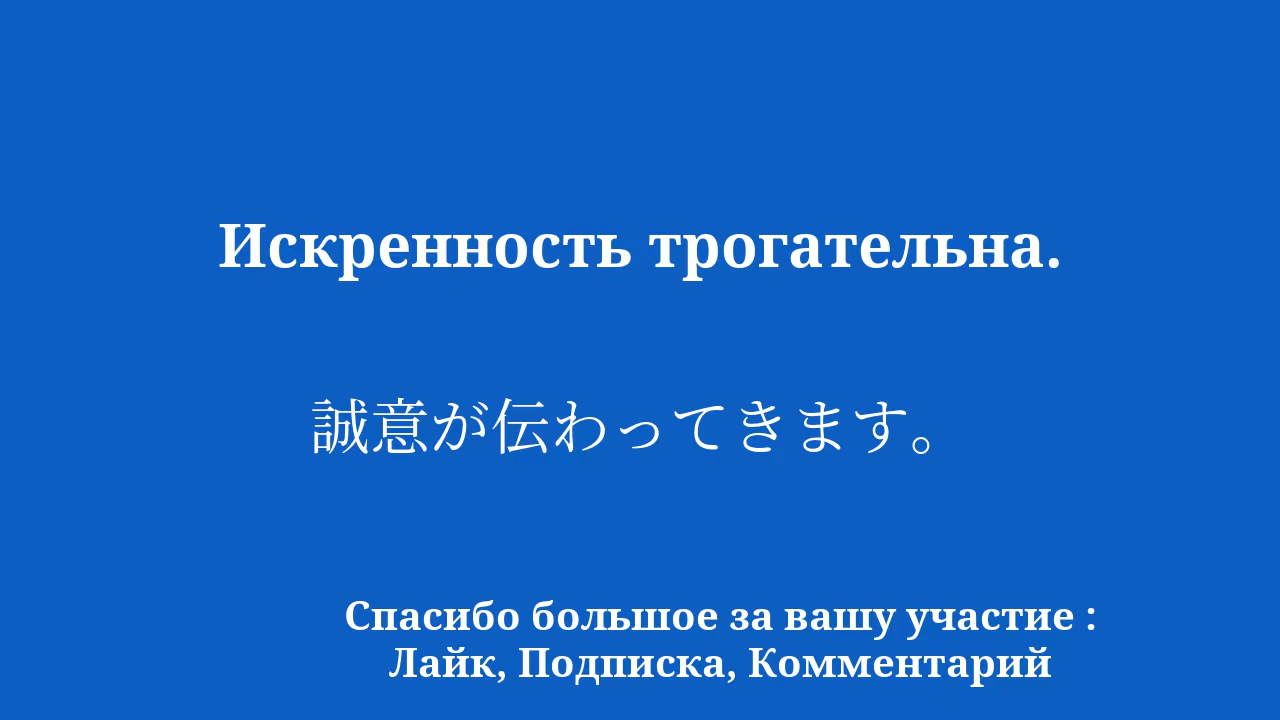 Искренность трогательна.
誠意が伝わってきます。
Спасибо большое за вашу участие :
Лайк, Подписка, Комментарий